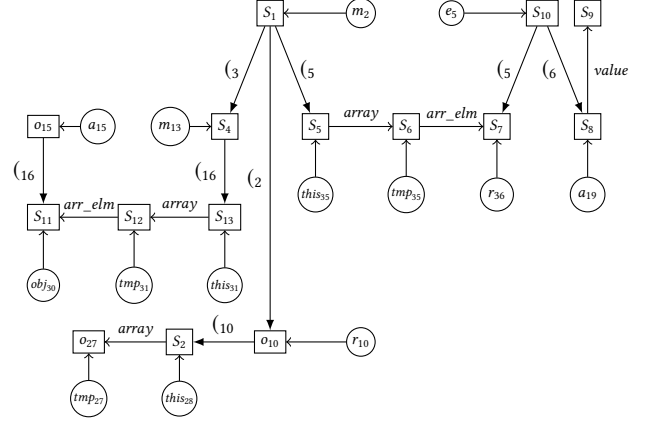 S₁ m₂ e₅ S₁₀ S₉
(₃ (₅ (₅ (₆ value
o₁₅ a₁₅ m₁₃ S₄ S₅ array S₆ arr_elm S₇ S₈
(₁₆ (₁₆ (₂
this₃₅ tmp₃₅ r₃₆ a₁₉
S₁₁ arr_elm S₁₂ array S₁₃
obj₃₀ tmp₃₁ this₃₁
o₂₇ array S₂ (₁₀ o₁₀ r₁₀
tmp₂₇ this₂₈